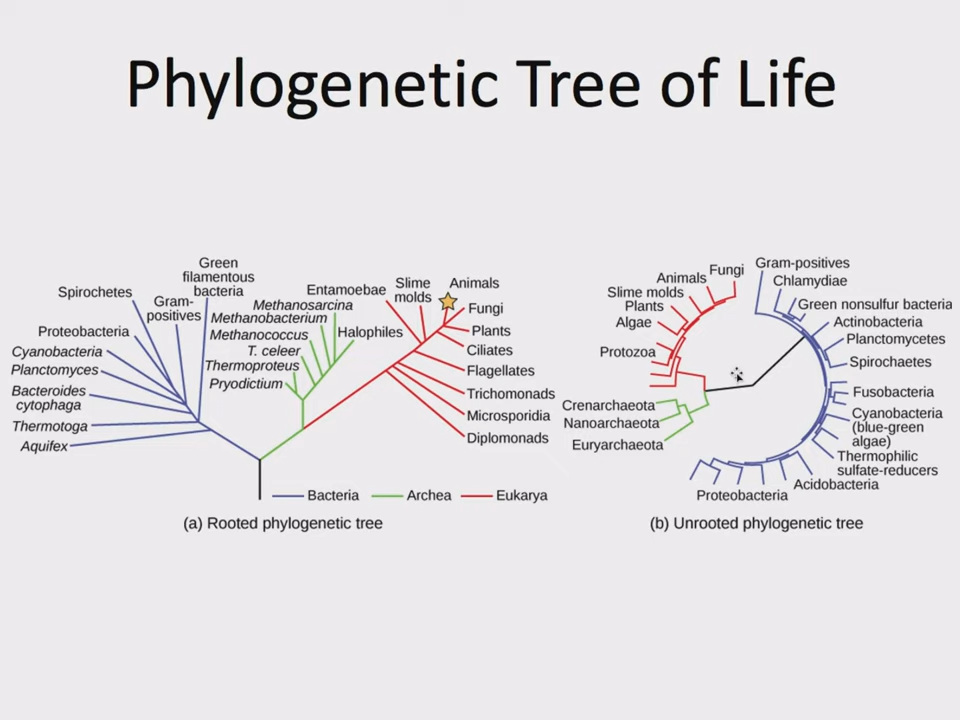 Phylogenetic Tree of Life
Green
filamentous
bacteria
Spirochetes
Gram-
positives
Proteobacteria
Cyanobacteria
Planctomyces
Bacteroides
cytophaga
Thermotoga
Aquifex
Entamoebae
Methanosarcina
Methanobacterium
Methanococcus
Halophiles
T. celeer
Thermoproteus
Pryodictium
Slime
molds
Animals
Fungi
Plants
Ciliates
Flagellates
Trichomonads
Microsporidia
Diplomonads
Bacteria
Archea
Eukarya
(a) Rooted phylogenetic tree
Fungi
Animals
Slime molds
Plants
Algae
Protozoa
Crenarchaeota
Nanoarchaeota
Euryarchaeota
Gram-positives
Chlamydiae
Green nonsulfur bacteria
Actinobacteria
Planctomycetes
Spirochaetes
Fusobacteria
Cyanobacteria
(blue-green
algae)
Thermophilic
sulfate-reducers
Acidobacteria
Proteobacteria
(b) Unrooted phylogenetic tree